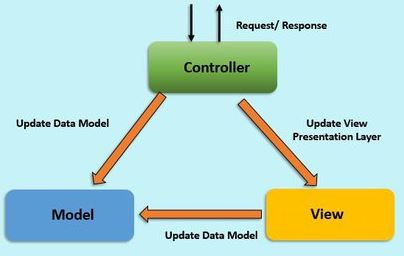 Request/ Response
Controller
Update Data Model
Update View
Presentation Layer
Model
View
Update Data Model